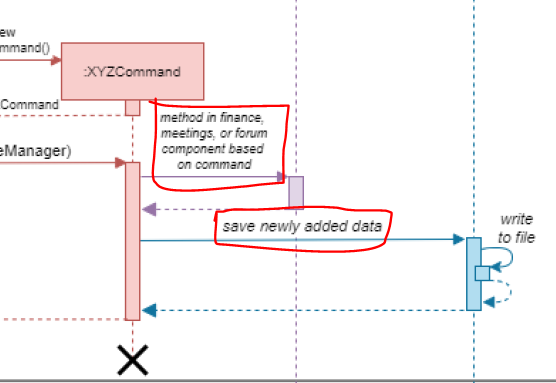 ew
mmand()
:XYZCommand
Command
method in finance,
meetings, or forum
component based
on command
eManager)
save newly added data
write
to file